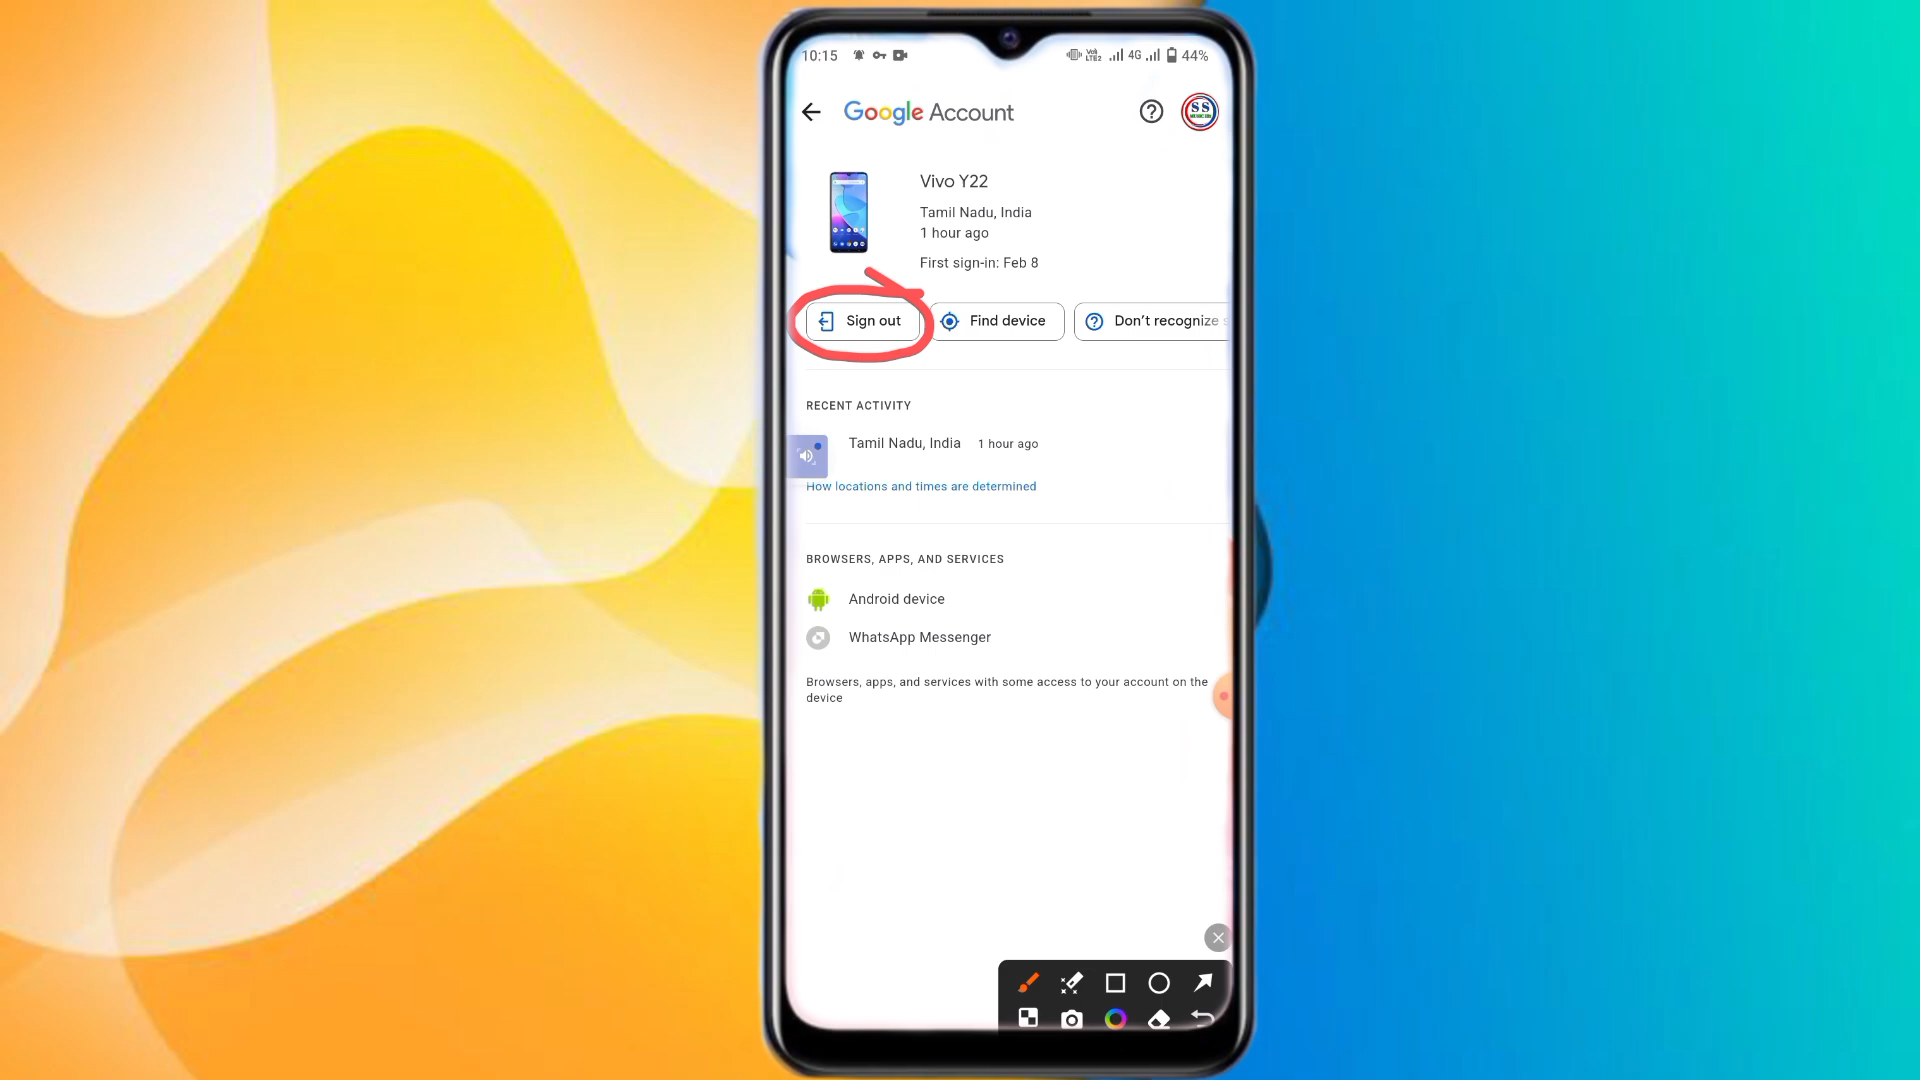 10:15 4G 44%
Google Account
SS
Vivo Y22
Tamil Nadu, India
1 hour ago
First sign-in: Feb 8
Sign out Find device Don't recognize s
RECENT ACTIVITY
Tamil Nadu, India 1 hour ago
How locations and times are determined
BROWSERS, APPS, AND SERVICES
Android device
WhatsApp Messenger
Browsers, apps, and services with some access to your account on the
device